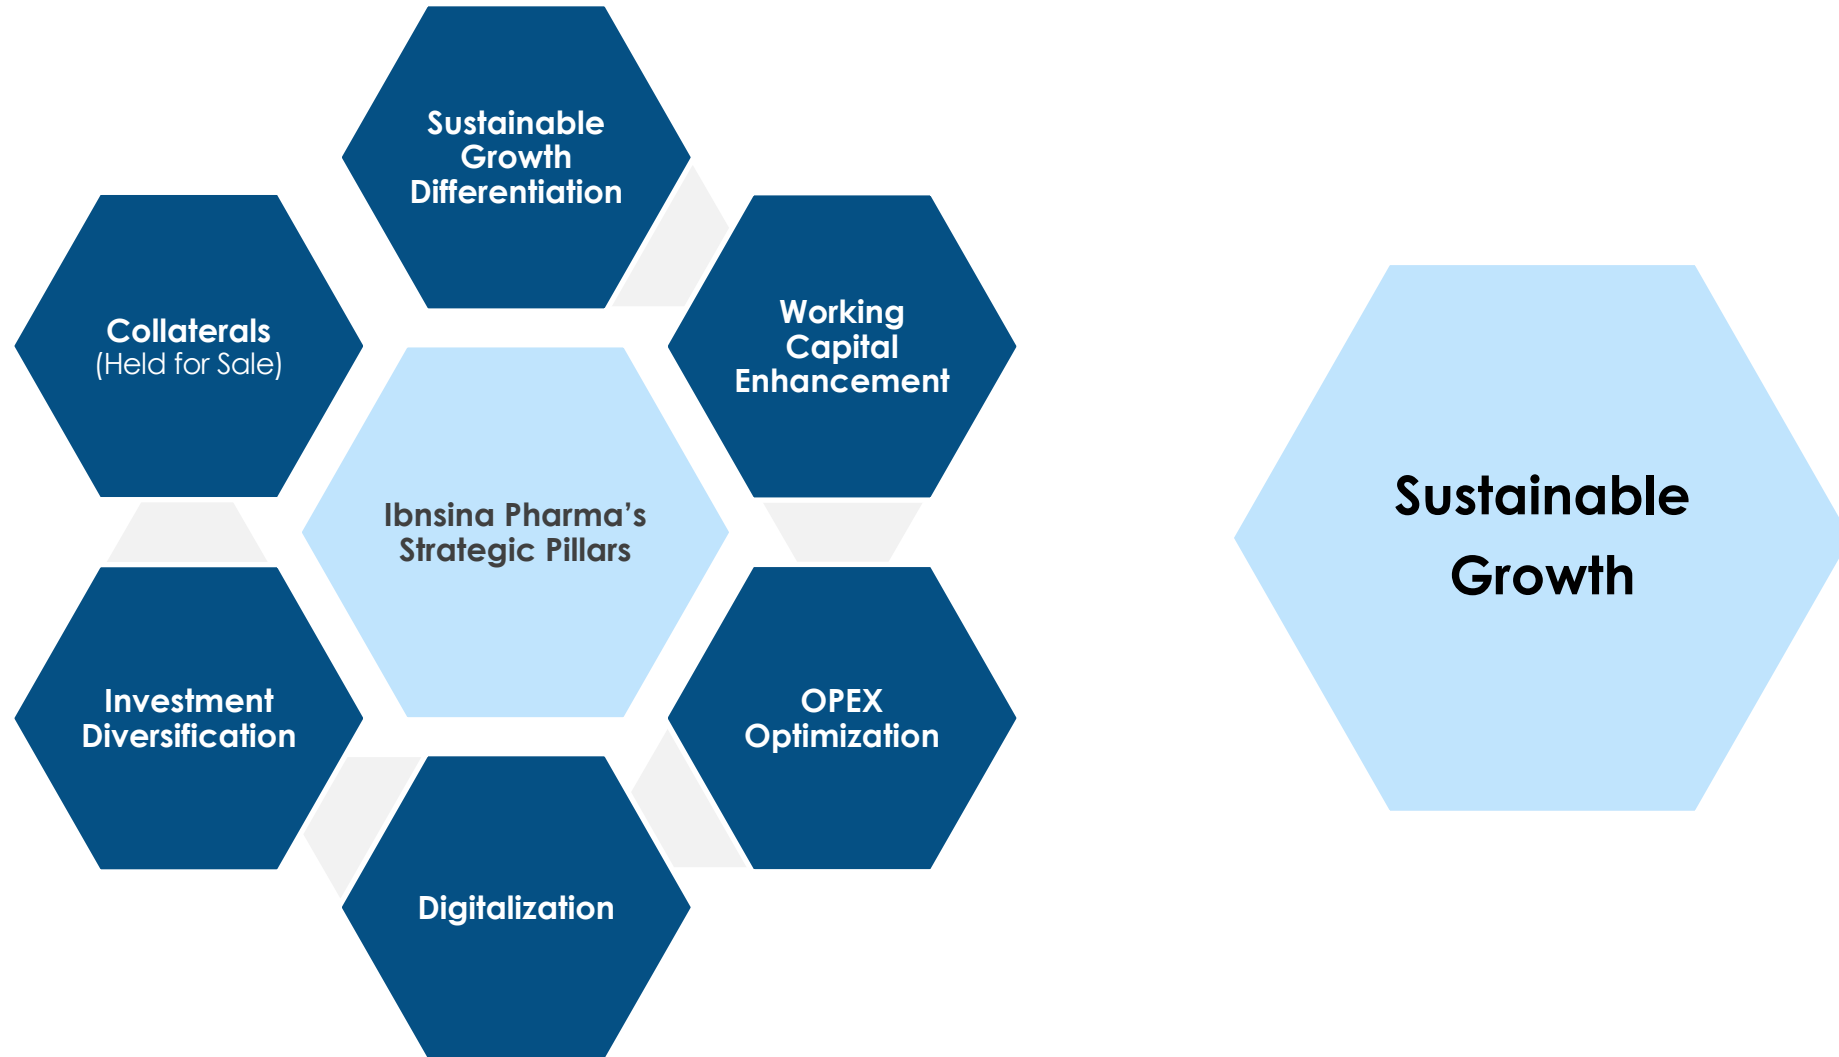 Sustainable
Growth
Differentiation
Working
Capital
Enhancement
OPEX
Optimization
Digitalization
Investment
Diversification
Collaterals
(Held for Sale)
Ibnsina Pharma’s
Strategic Pillars
Sustainable
Growth